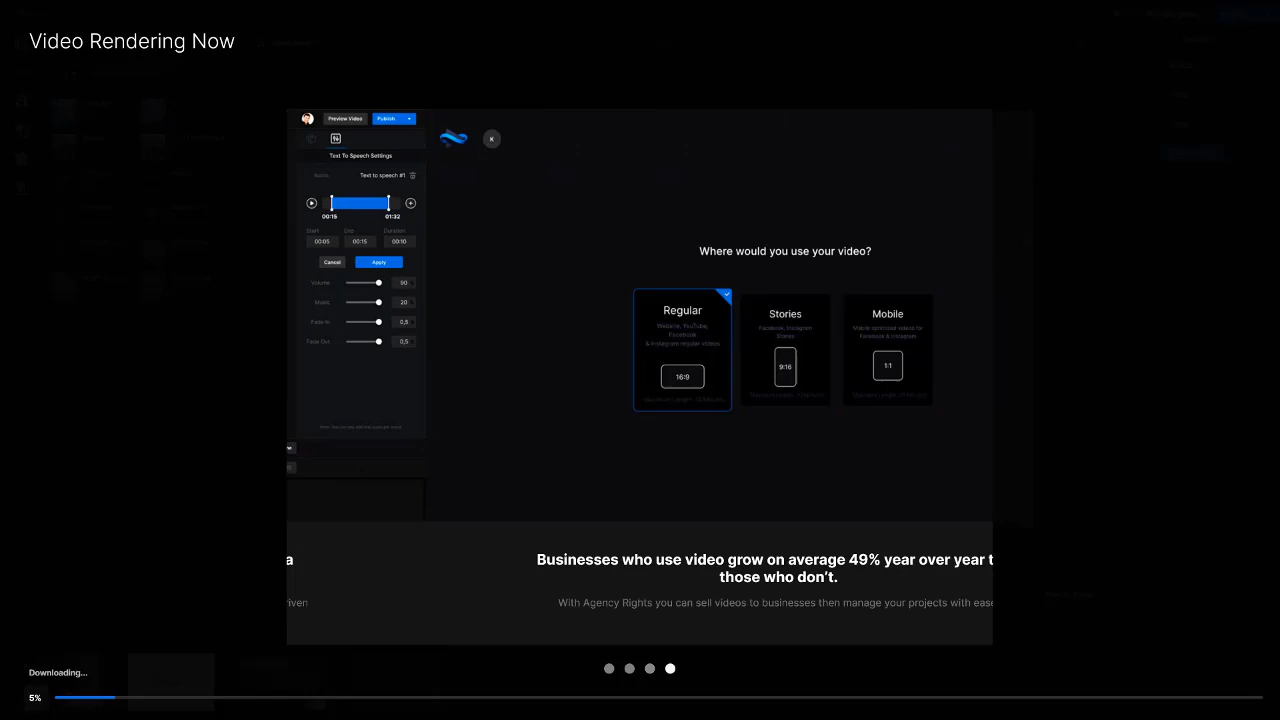 Video Rendering Now
Preview Video
Publish
K
Text To Speech Settings
Text to speech #1
00:15
01:32
Start
End
Duration
00:05
00:15
00:10
Cancel
Apply
Volume
90
Music
20
Fade In
0,5
Fade Out
0,5
Where would you use your video?
Regular
Website, YouTube,
Facebook
& Instagram regular videos
16:9
Stories
Facebook, Instagram
Stories
9:16
Mobile
Mobile optimized videos for
Facebook & Instagram
1:1
a
Businesses who use video grow on average 49% year over year t
those who don't.
riven
With Agency Rights you can sell videos to businesses then manage your projects with ease
Downloading...
5%